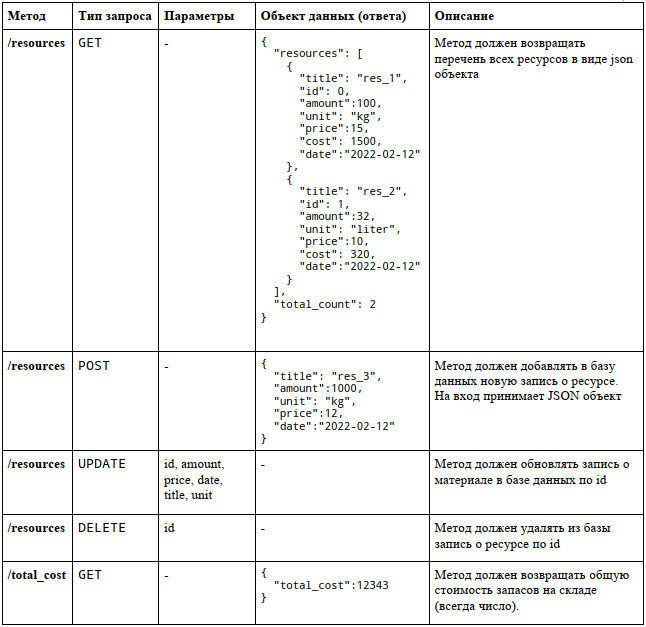 Метод Тип запроса Параметры Объект данных (ответа) Описание
/resources GET - {
"resources": [
{
"title": "res_1",
"id": 0,
"amount":100,
"unit": "kg",
"price":15,
"cost": 1500,
"date":"2022-02-12"
},
{
"title": "res_2",
"id": 1,
"amount":32,
"unit": "liter",
"price":10,
"cost": 320,
"date":"2022-02-12"
}
],
"total_count": 2
}
Метод должен возвращать
перечень всех ресурсов в виде json
объекта
/resources POST - {
"title": "res_3",
"amount":1000,
"unit": "kg",
"price":12,
"date":"2022-02-12"
}
Метод должен добавлять в базу
данных новую запись о ресурсе.
На вход принимает JSON объект
/resources UPDATE id, amount,
price, date,
title, unit
-
Метод должен обновлять запись о
материале в базе данных по id
/resources DELETE id -
Метод должен удалять из базы
запись о ресурсе по id
/total_cost GET - {
"total_cost":12343
}
Метод должен возвращать общую
стоимость запасов на складе
(всегда число).